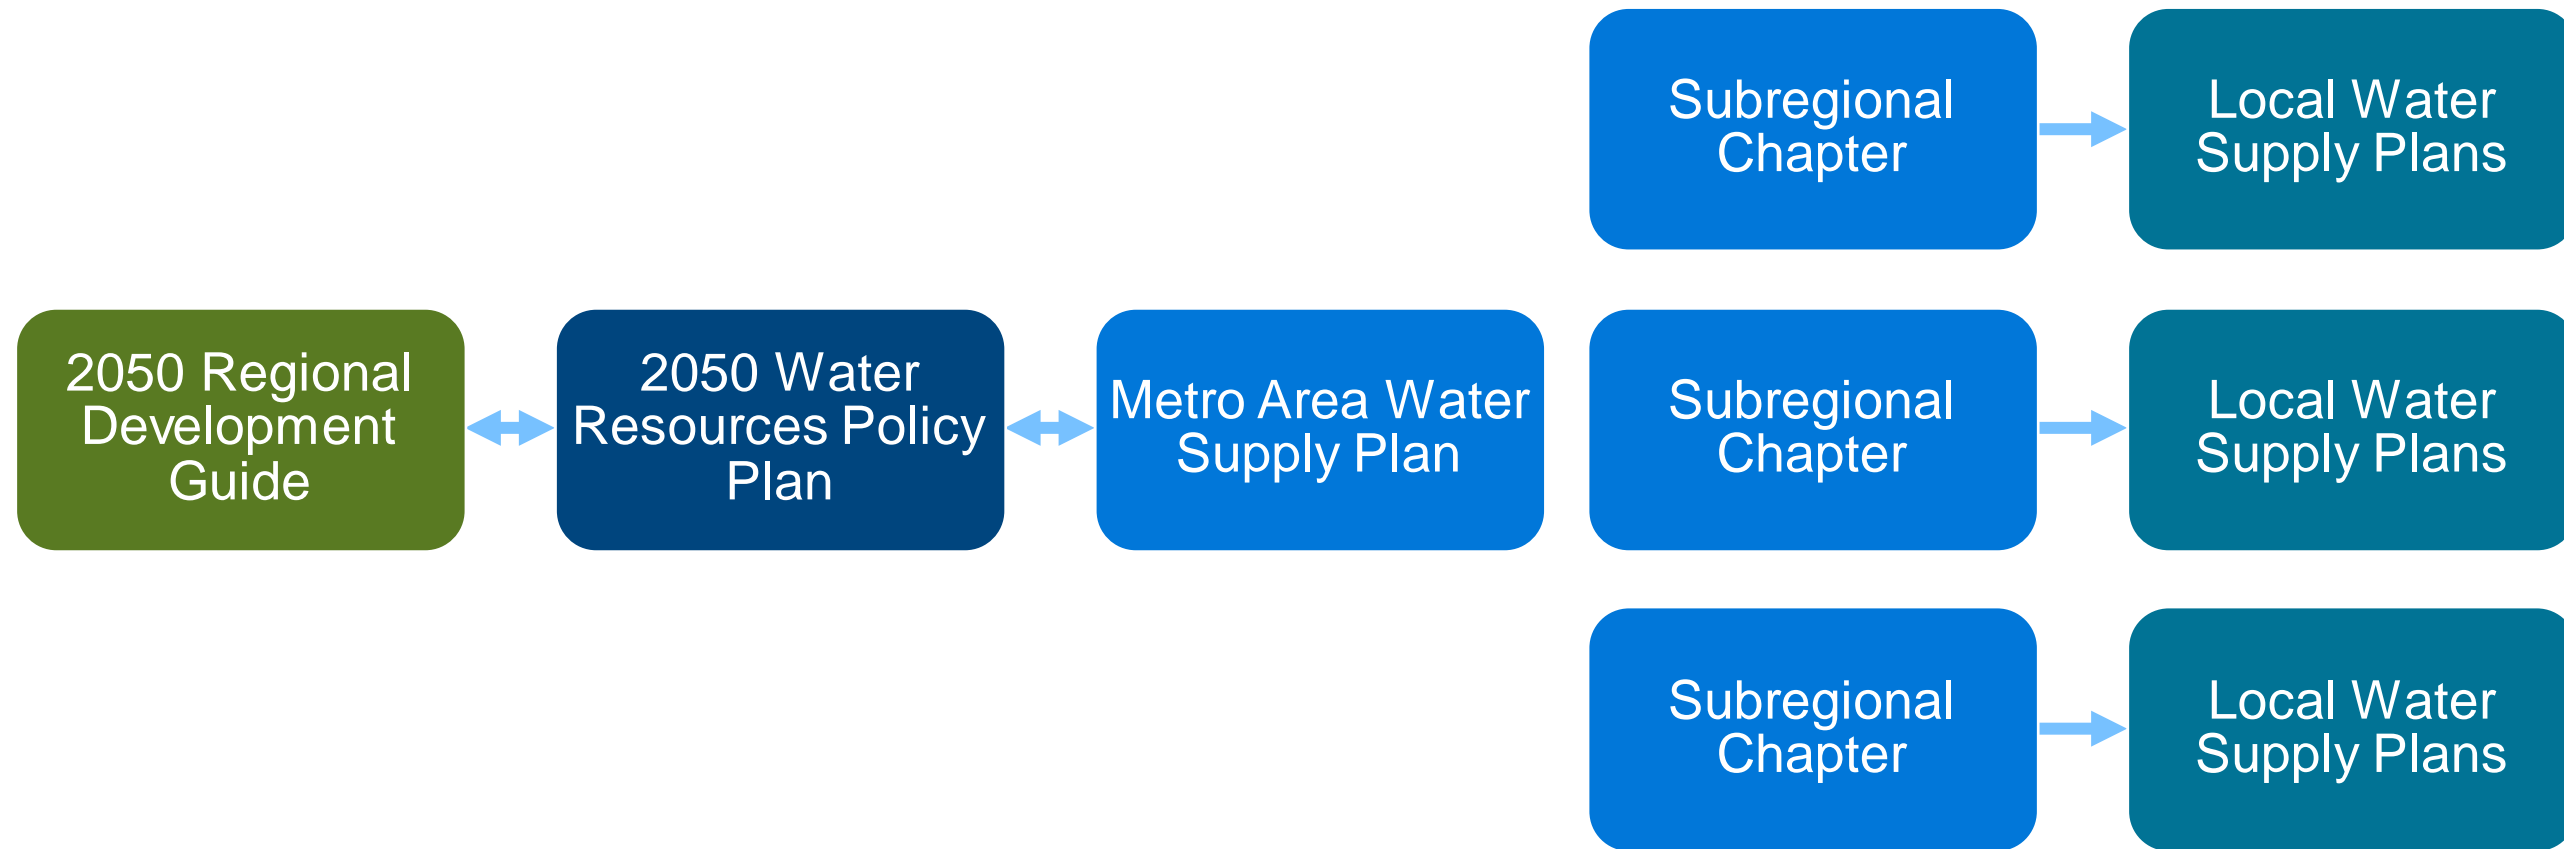 2050 Regional
Development
Guide
2050 Water
Resources Policy
Plan
Metro Area Water
Supply Plan
Subregional
Chapter
Local Water
Supply Plans
Subregional
Chapter
Local Water
Supply Plans
Subregional
Chapter
Local Water
Supply Plans